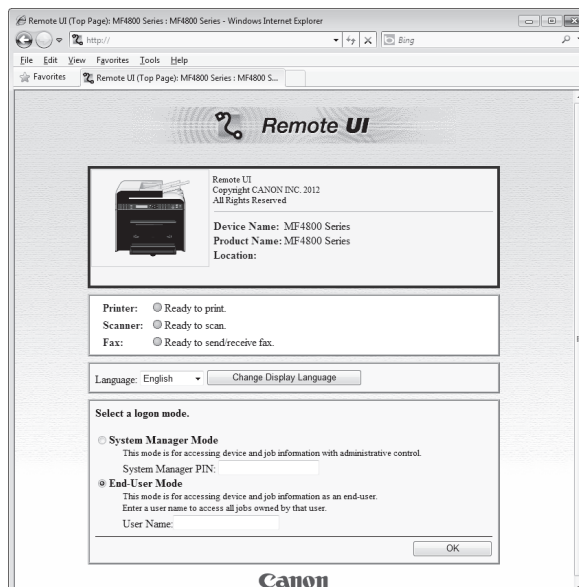 Remote UI (Top Page): MF4800 Series : MF4800 Series - Windows Internet Explorer
http://
Bing
File Edit View Favorites Tools Help
Favorites
Remote UI (Top Page): MF4800 Series : MF4800 S...
Remote UI
Remote UI
Copyright CANON INC. 2012
All Rights Reserved
Device Name: MF4800 Series
Product Name: MF4800 Series
Location:
Printer: Ready to print.
Scanner: Ready to scan.
Fax: Ready to send/receive fax.
Language: English Change Display Language
Select a logon mode.
System Manager Mode
This mode is for accessing device and job information with administrative control.
System Manager PIN:
End-User Mode
This mode is for accessing device and job information as an end-user.
Enter a user name to access all jobs owned by that user.
User Name:
OK
Canon